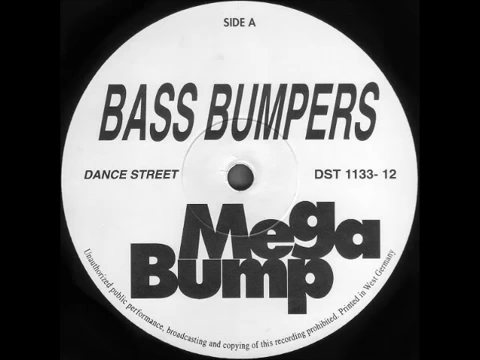 SIDE A
BASS BUMPERS
DANCE STREET
DST 1133- 12
Mega
Bump
Unauthorized public performance, broadcasting and copying of this recording prohibited. Printed in West Germany